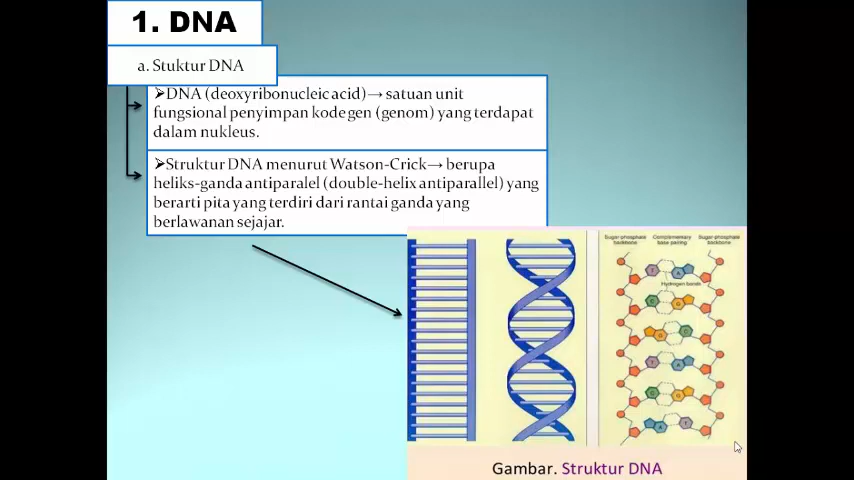 1. DNA
a. Stuktur DNA
➢DNA (deoxyribonucleic acid)→ satuan unit
fungsional penyimpan kode gen (genom) yang terdapat
dalam nukleus.
➢Struktur DNA menurut Watson-Crick→ berupa
heliks-ganda antiparalel (double-helix antiparallel) yang
berarti pita yang terdiri dari rantai ganda yang
berlawanan sejajar.
Sugar-phosphate backbone
Complementary base pairing
Sugar-phosphate backbone
T A
Hydrogen bonds
C G
G C
T A
C G
A T
Gambar. Struktur DNA